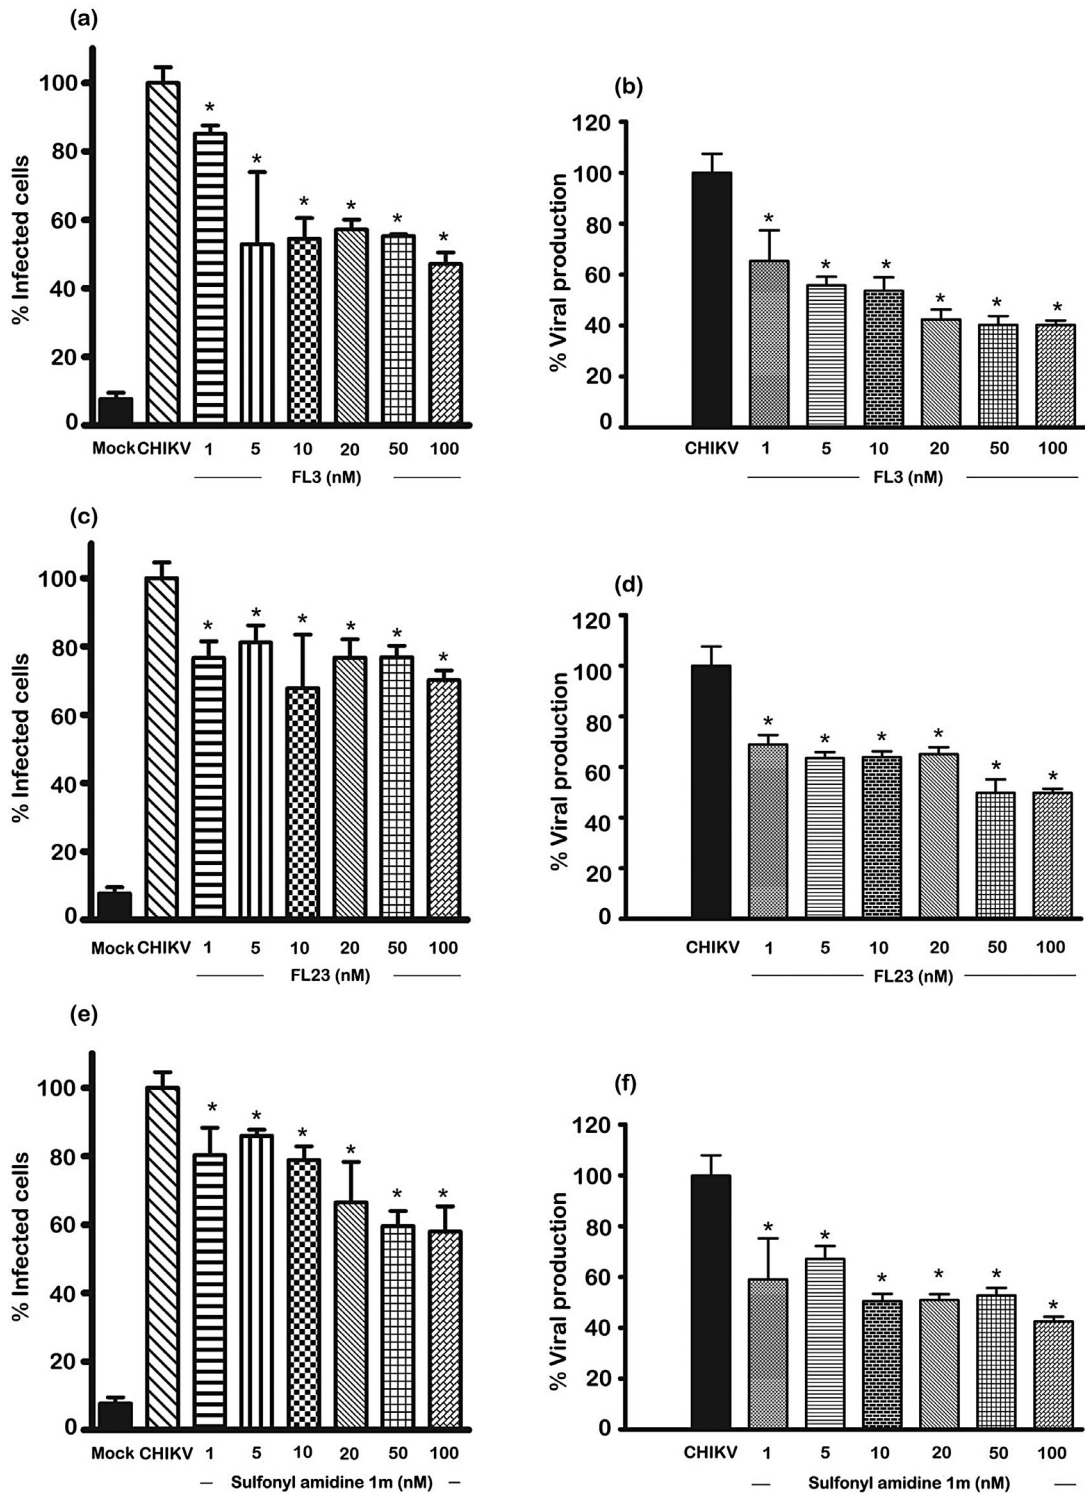 (a)
% Infected cells
100
80
60
40
20
0
* * * * * *
Mock CHIKV 1 5 10 20 50 100
FL3 (nM)
(b)
% Viral production
120
100
80
60
40
20
0
* * * * * *
CHIKV 1 5 10 20 50 100
FL3 (nM)
(c)
% Infected cells
100
80
60
40
20
0
* * * * * *
Mock CHIKV 1 5 10 20 50 100
FL23 (nM)
(d)
% Viral production
120
100
80
60
40
20
0
* * * * * *
CHIKV 1 5 10 20 50 100
FL23 (nM)
(e)
% Infected cells
100
80
60
40
20
0
* * * * * *
Mock CHIKV 1 5 10 20 50 100
Sulfonyl amidine 1m (nM)
(f)
% Viral production
120
100
80
60
40
20
0
* * * * * *
CHIKV 1 5 10 20 50 100
Sulfonyl amidine 1m (nM)